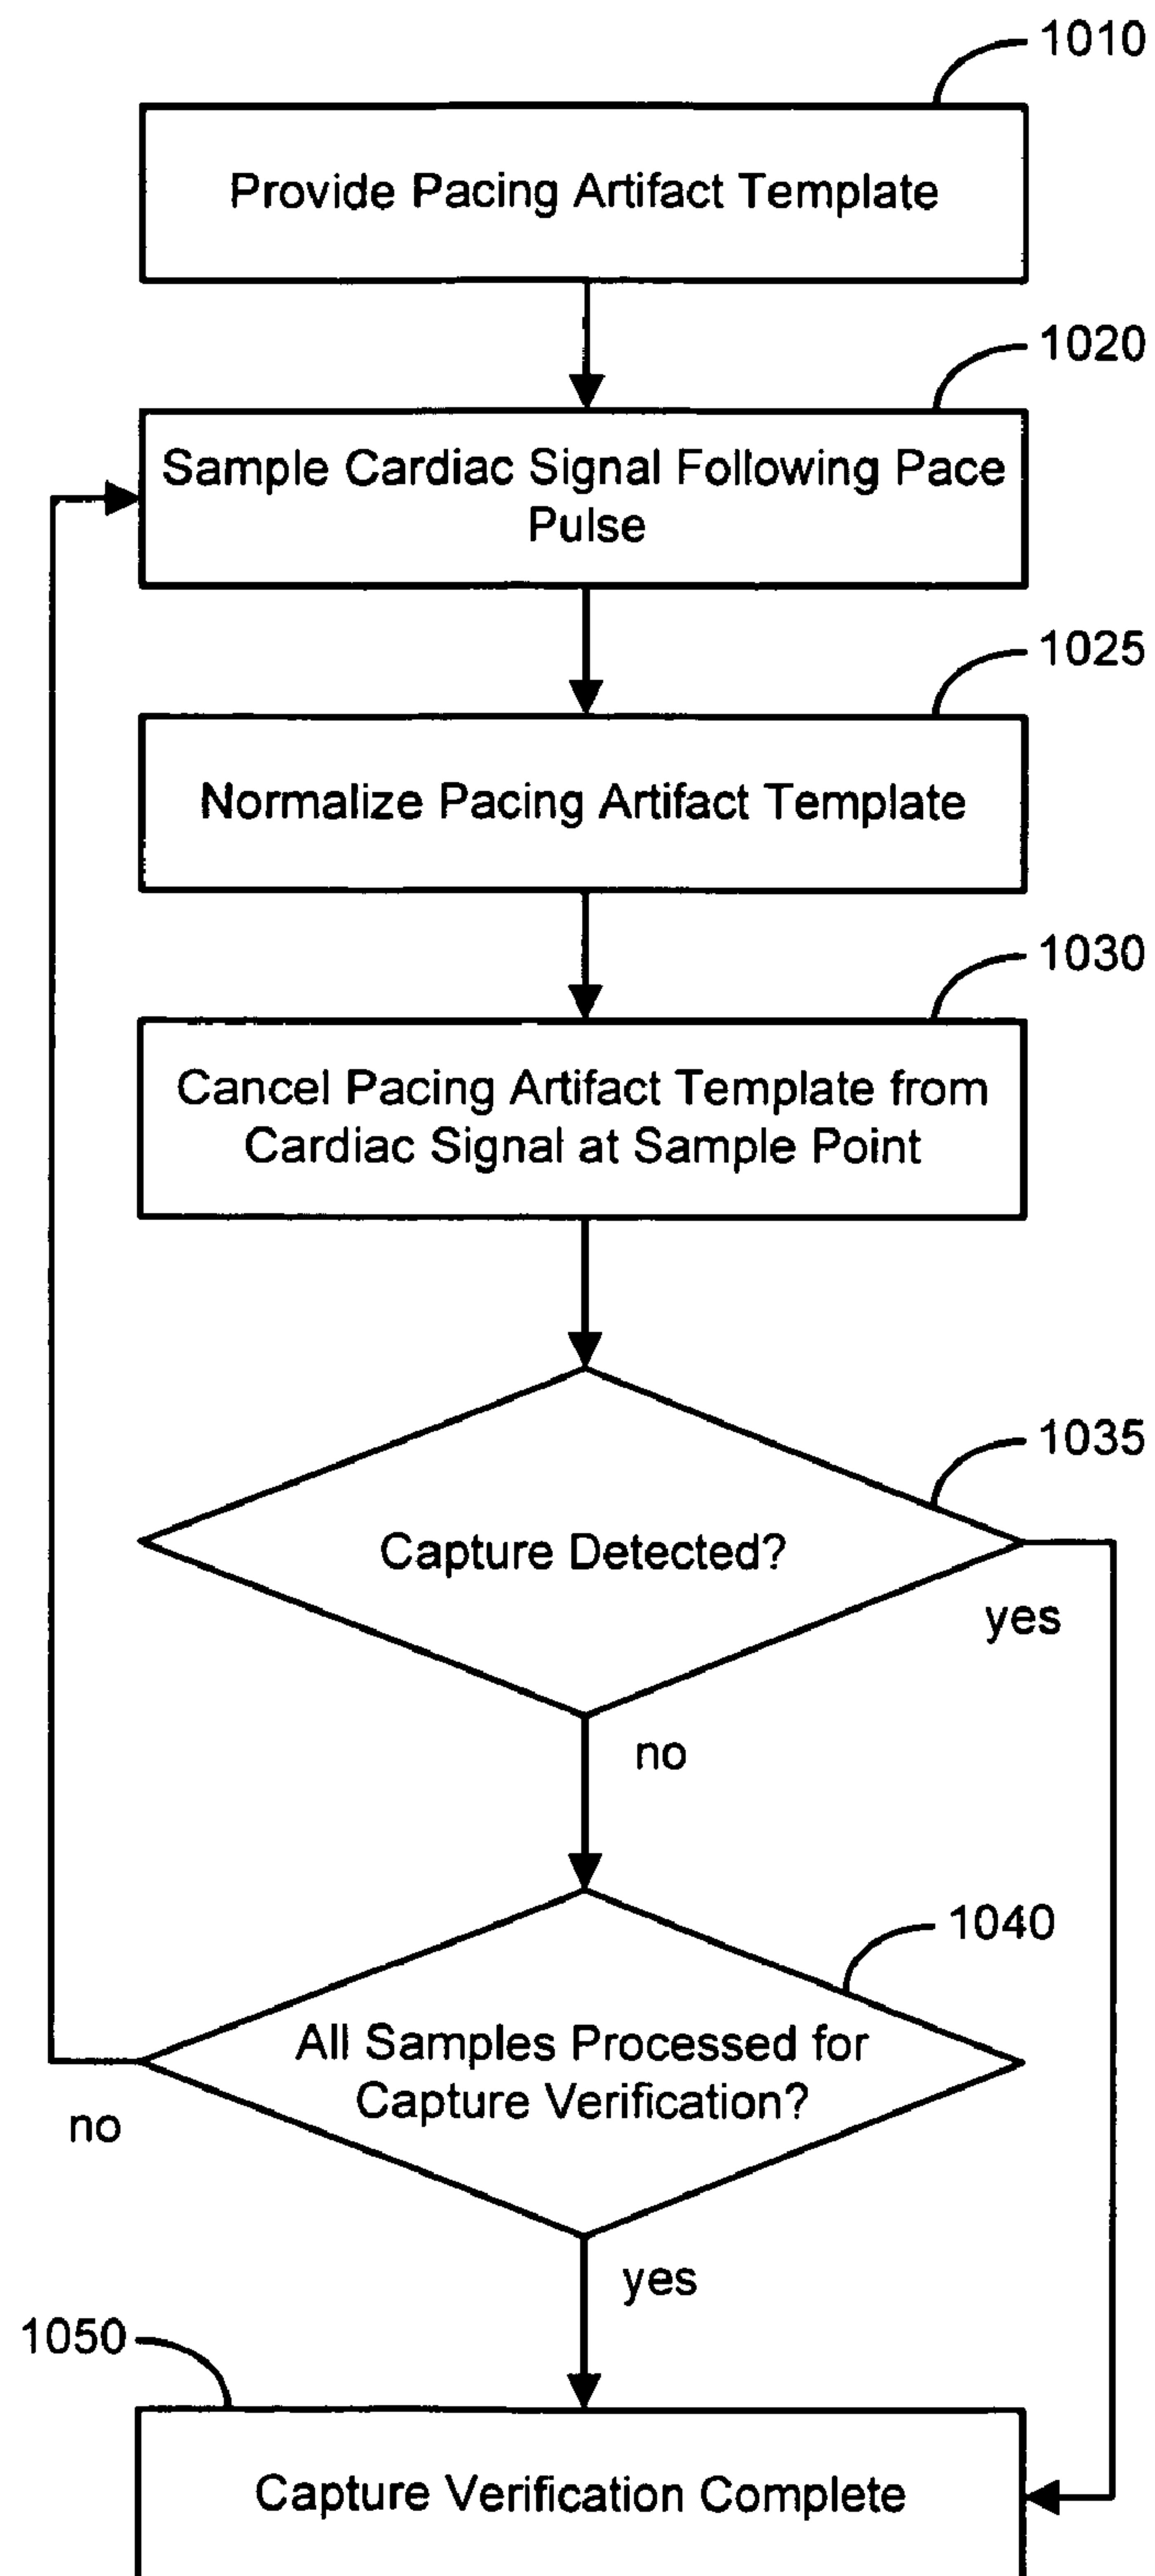 1010
Provide Pacing Artifact Template
1020
Sample Cardiac Signal Following Pace
Pulse
1025
Normalize Pacing Artifact Template
1030
Cancel Pacing Artifact Template from
Cardiac Signal at Sample Point
1035
Capture Detected?
yes
no
1040
All Samples Processed for
Capture Verification?
no
yes
1050
Capture Verification Complete